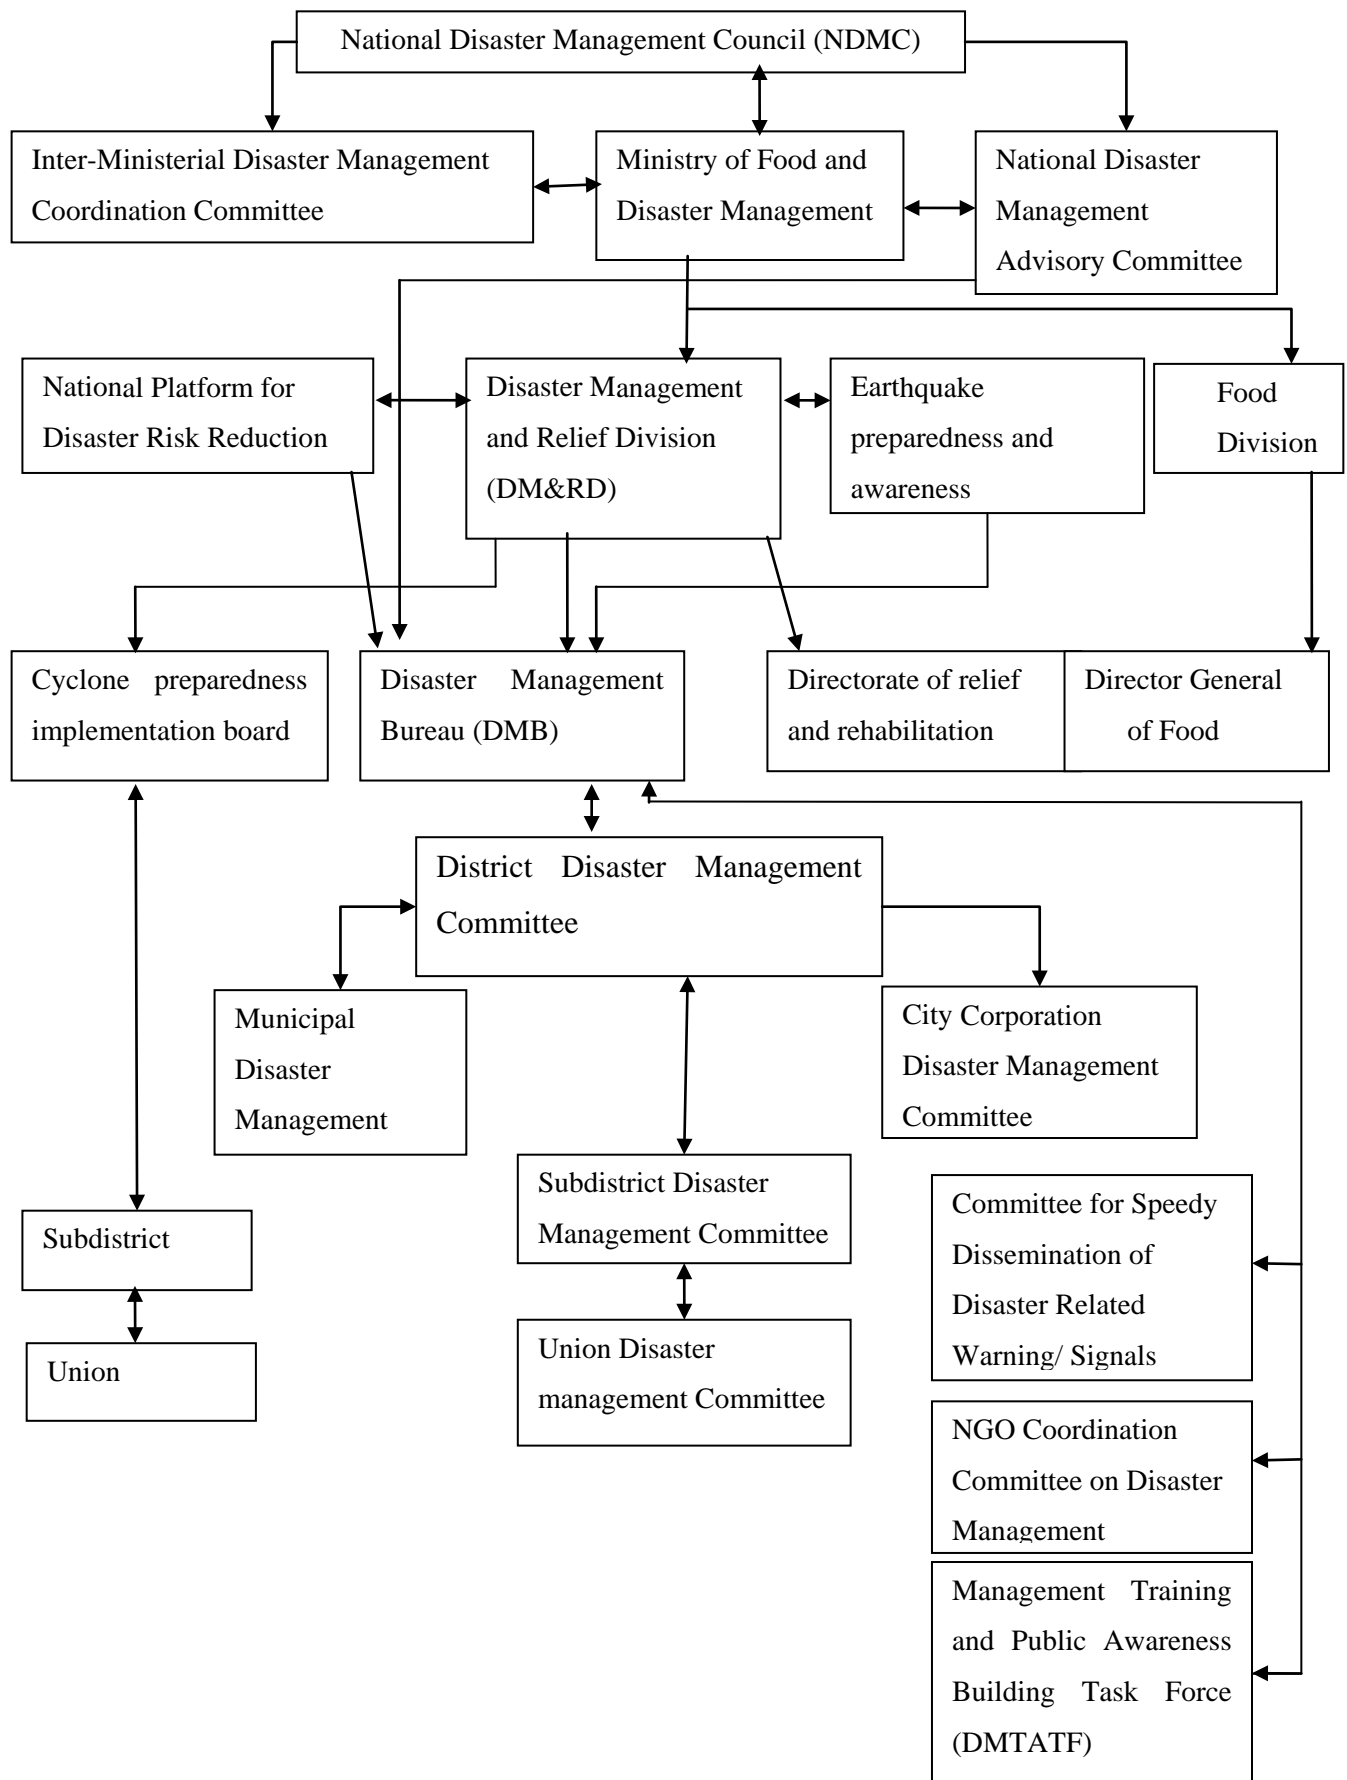 National Disaster Management Council (NDMC)
Inter-Ministerial Disaster Management
Coordination Committee
Ministry of Food and
Disaster Management
National Disaster
Management
Advisory Committee
National Platform for
Disaster Risk Reduction
Disaster Management
and Relief Division
(DM&RD)
Earthquake
preparedness and
awareness
Food
Division
Cyclone preparedness
implementation board
Disaster Management
Bureau (DMB)
Directorate of relief
and rehabilitation
Director General
of Food
District Disaster Management
Committee
Municipal
Disaster
Management
City Corporation
Disaster Management
Committee
Subdistrict Disaster
Management Committee
Subdistrict
Union
Union Disaster
management Committee
Committee for Speedy
Dissemination of
Disaster Related
Warning/ Signals
NGO Coordination
Committee on Disaster
Management
Management Training
and Public Awareness
Building Task Force
(DMTATF)